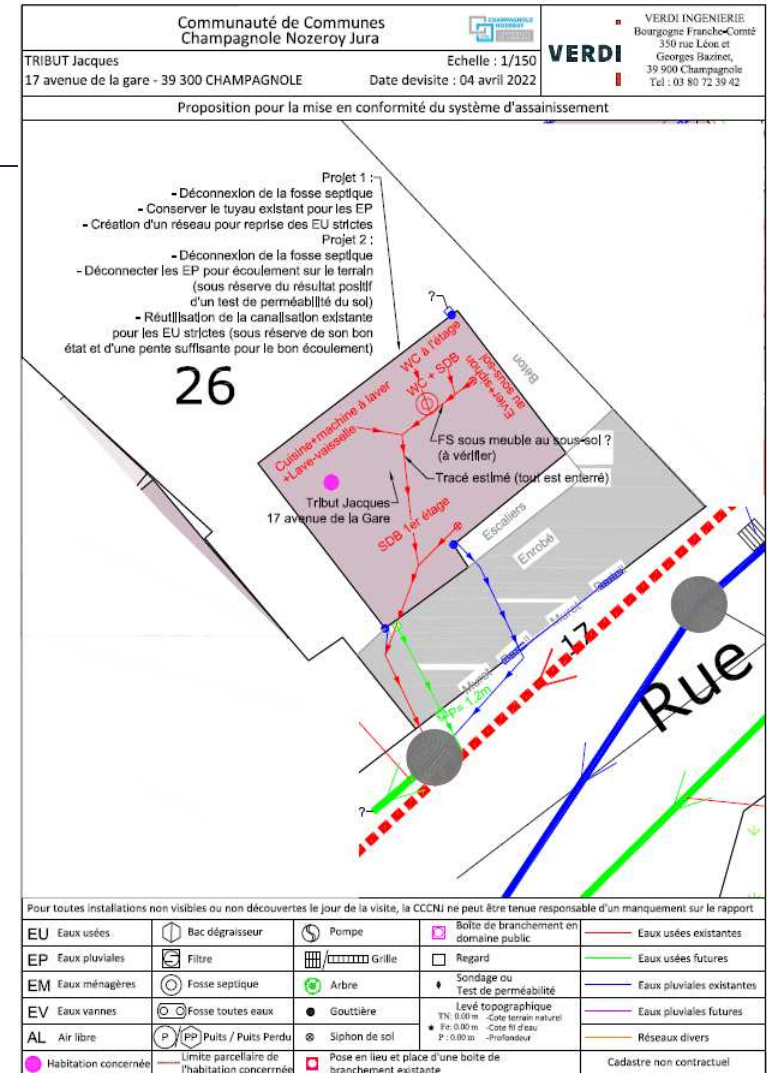 Communauté de Communes
Champagnole Nozeroy Jura
CHAMPAGNOLE
NOZEROY
VERDI
VERDI INGENIERIE
Bourgogne Franche-Comté
350 rue Léon et
Georges Bazinet,
39 900 Champagnole
Tel : 03 80 72 39 42
TRIBUT Jacques
Echelle : 1/150
17 avenue de la gare - 39 300 CHAMPAGNOLE
Date devisite : 04 avril 2022
Proposition pour la mise en conformité du système d'assainissement
Projet 1 :
- Déconnexion de la fosse septique
- Conserver le tuyau existant pour les EP
- Création d'un réseau pour reprise des EU strictes
Projet 2 :
- Déconnexion de la fosse septique
- Déconnecter les EP pour écoulement sur le terrain
(sous réserve du résultat positif
d'un test de perméabilité du sol)
- Réutilisation de la canalisation existante
pour les EU strictes (sous réserve de son bon
état et d'une pente suffisante pour le bon écoulement)
?
26
WC à l'étage
WC + SDB
Evier+siphon
au sous-sol
Béton
Cuisine+machine à laver
+Lave-vaisselle
FS sous meuble au sous-sol ?
(à vérifier)
Tracé estimé (tout est enterré)
Tribut Jacques
17 avenue de la Gare
SDB 1er étage
Escaliers
Enrobé
Muret
Muret
17
P= 1,2m
Rue
?
Pour toutes installations non visibles ou non découvertes le jour de la visite, la CCCNJ ne peut être tenue responsable d'un manquement sur le rapport
EU Eaux usées
Bac dégraisseur
Pompe
Boîte de branchement en
domaine public
Eaux usées existantes
EP Eaux pluviales
Filtre
Grille
Regard
Eaux usées futures
EM Eaux ménagères
Fosse septique
Arbre
Sondage ou
Test de perméabilité
Eaux pluviales existantes
EV Eaux vannes
Fosse toutes eaux
Gouttière
Levé topographique
TN: 0.00 m -Cote terrain naturel
Fe: 0.00 m -Cote fil d'eau
P : 0.00 m -Profondeur
Eaux pluviales futures
AL Air libre
P / PP Puits / Puits Perdu
Siphon de sol
Réseaux divers
Habitation concernée
Limite parcellaire de
l'habitation concernée
Pose en lieu et place d'une boite de
branchement existante
Cadastre non contractuel